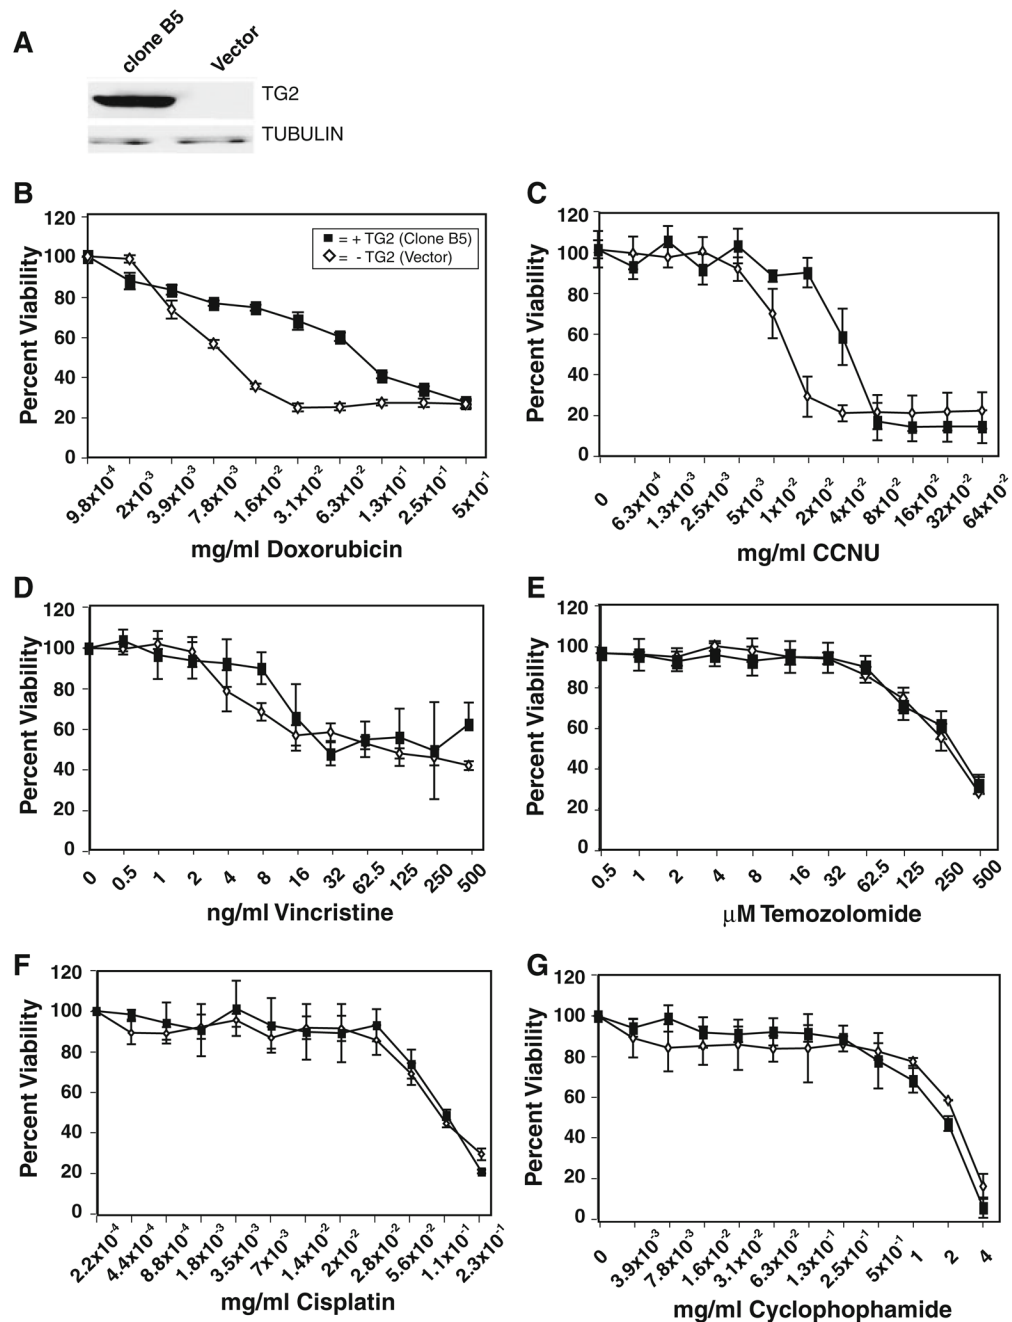 A
clone B5
Vector
TG2
TUBULIN
B
120
100
80
60
40
20
0
Percent Viability
■ = + TG2 (Clone B5)
◇ = - TG2 (Vector)
9.8x10⁻⁴ 2x10⁻³ 3.9x10⁻³ 7.8x10⁻³ 1.6x10⁻² 3.1x10⁻² 6.3x10⁻² 1.3x10⁻¹ 2.5x10⁻¹ 5x10⁻¹
mg/ml Doxorubicin
C
120
100
80
60
40
20
0
Percent Viability
0 6.3x10⁻⁴ 1.3x10⁻³ 2.5x10⁻³ 5x10⁻³ 1x10⁻² 2x10⁻² 4x10⁻² 8x10⁻² 16x10⁻² 32x10⁻² 64x10⁻²
mg/ml CCNU
D
120
100
80
60
40
20
0
Percent Viability
0 0.5 1 2 4 8 16 32 62.5 125 250 500
ng/ml Vincristine
E
120
100
80
60
40
20
0
Percent Viability
0.5 1 2 4 8 16 32 62.5 125 250 500
μM Temozolomide
F
120
100
80
60
40
20
0
Percent Viability
2.2x10⁻⁴ 4.4x10⁻⁴ 8.8x10⁻⁴ 1.8x10⁻³ 3.5x10⁻³ 7x10⁻³ 1.4x10⁻² 2x10⁻² 2.8x10⁻² 5.6x10⁻² 1.1x10⁻¹ 2.3x10⁻¹
mg/ml Cisplatin
G
120
100
80
60
40
20
0
Percent Viability
0 3.9x10⁻³ 7.8x10⁻³ 1.6x10⁻² 3.1x10⁻² 6.3x10⁻² 1.3x10⁻¹ 2.5x10⁻¹ 5x10⁻¹ 1 2 4
mg/ml Cyclophophamide